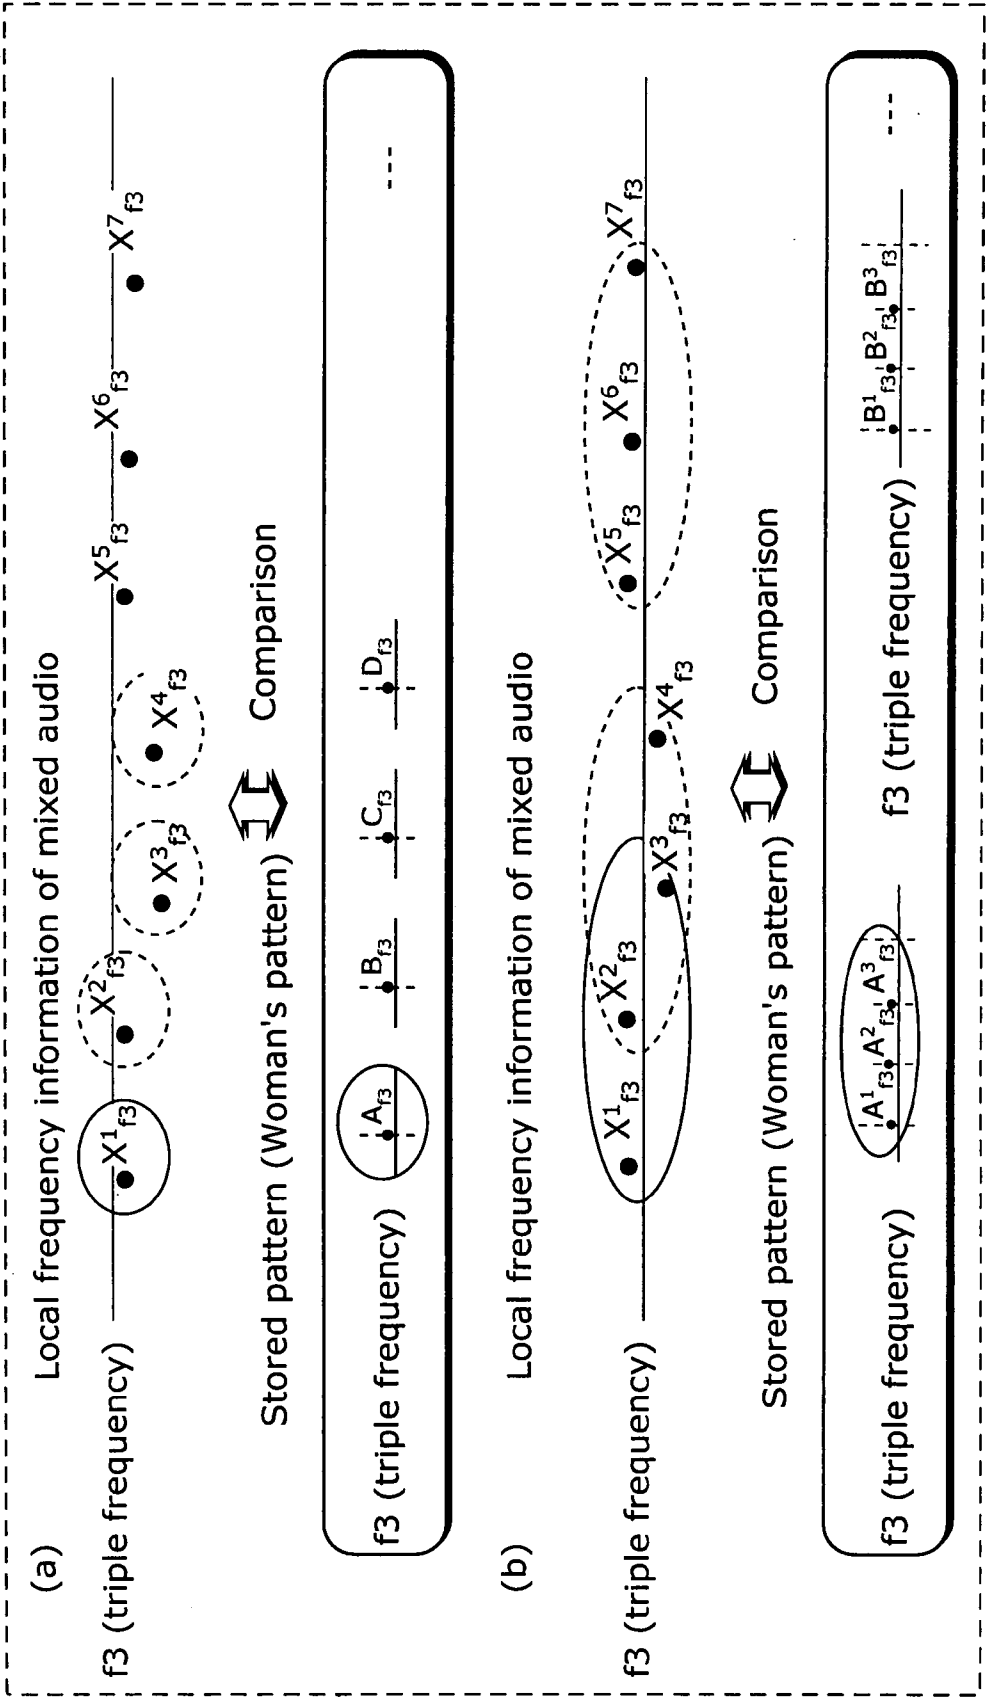 (a)
Local frequency information of mixed audio
f3 (triple frequency)
X¹f3 X²f3 X³f3 X⁴f3 X⁵f3 X⁶f3 X⁷f3
Stored pattern (Woman's pattern)
Comparison
f3 (triple frequency)
Af3 Bf3 Cf3 Df3
(b)
Local frequency information of mixed audio
f3 (triple frequency)
X¹f3 X²f3 X³f3 X⁴f3 X⁵f3 X⁶f3 X⁷f3
Stored pattern (Woman's pattern)
Comparison
f3 (triple frequency)
A¹f3 A²f3 A³f3
f3 (triple frequency)
B¹f3 B²f3 B³f3